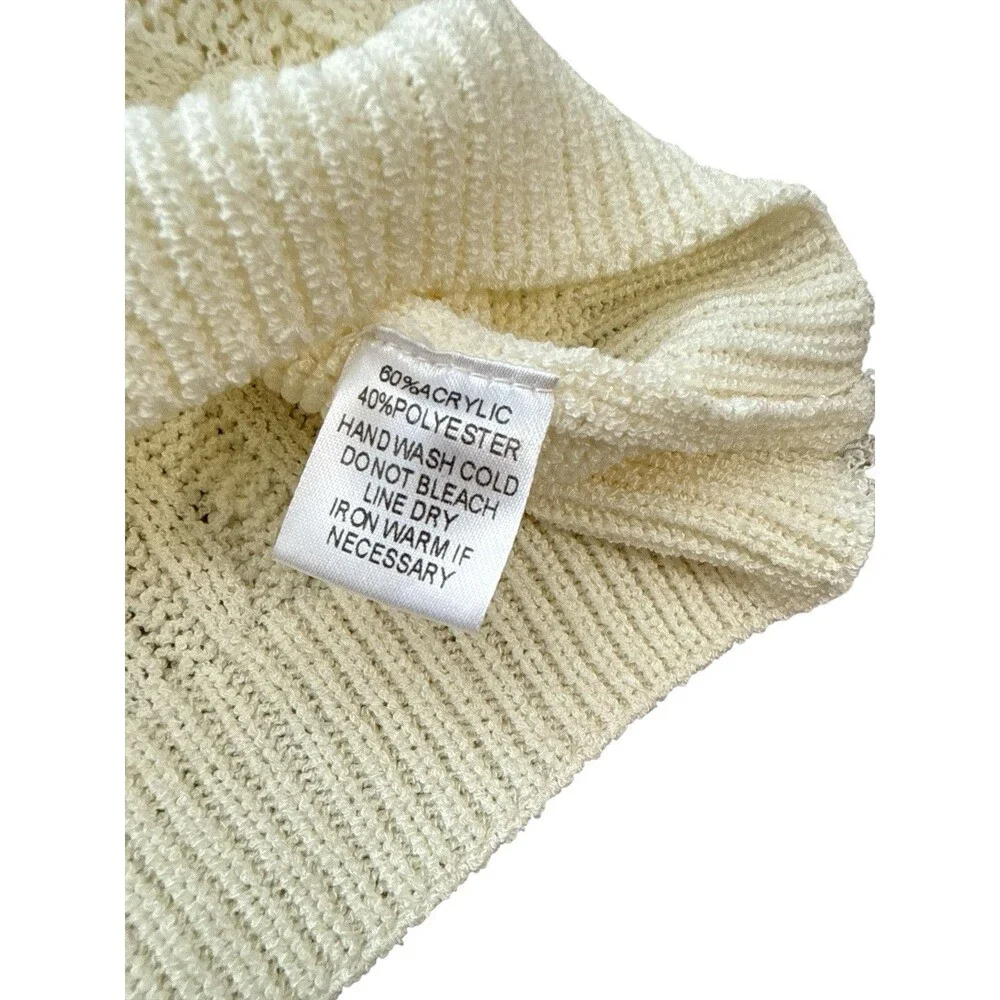 60%ACRYLIC
40%POLYESTER
HAND WASH COLD
DO NOT BLEACH
LINE DRY
IRON WARM IF
NECESSARY